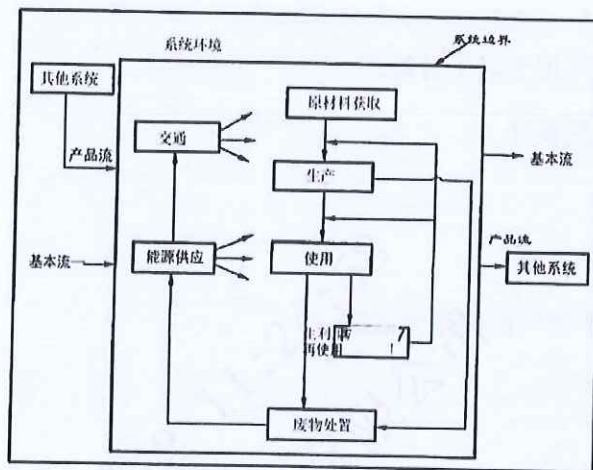 系统边界
系统环境
其他系统
原材料获取
交通
产品流
基本流
生产
产品流
基本流
能源供应
使用
其他系统
再使用
废物处置